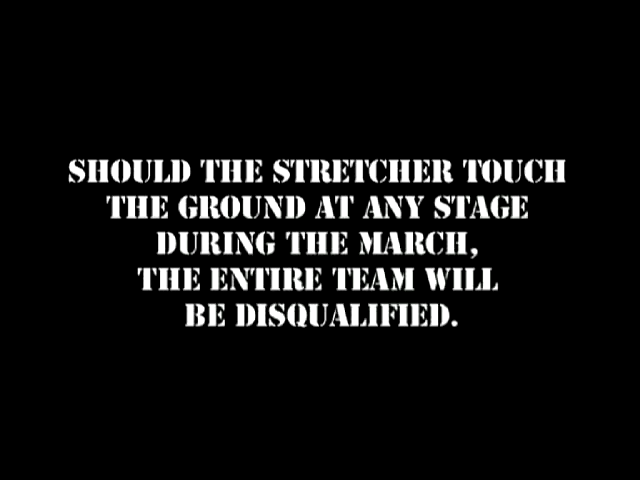 SHOULD THE STRETCHER TOUCH
THE GROUND AT ANY STAGE
DURING THE MARCH,
THE ENTIRE TEAM WILL
BE DISQUALIFIED.